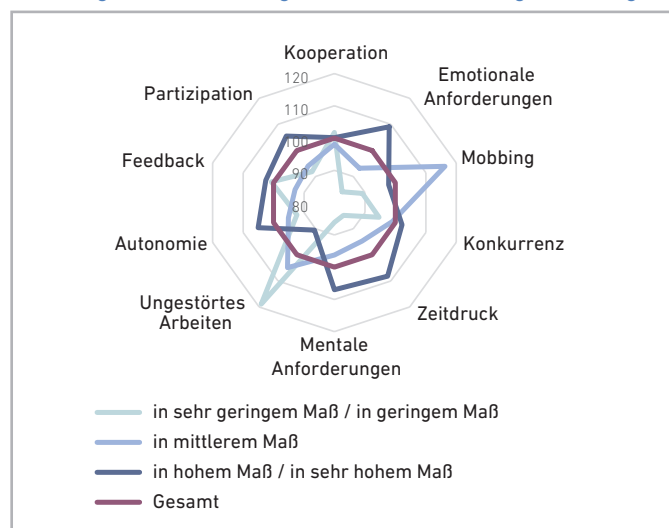 Kooperation
120
110
100
90
80
Emotionale
Anforderungen
Mobbing
Konkurrenz
Zeitdruck
Mentale
Anforderungen
Ungestörtes
Arbeiten
Autonomie
Feedback
Partizipation
in sehr geringem Maß / in geringem Maß
in mittlerem Maß
in hohem Maß / in sehr hohem Maß
Gesamt